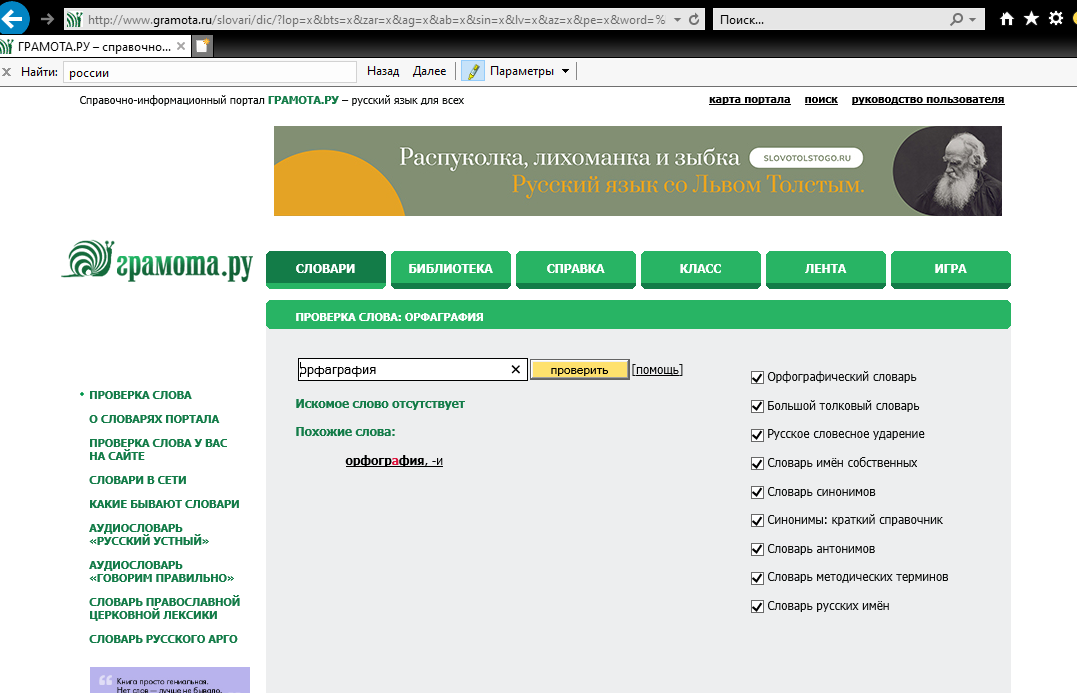 http://www.gramota.ru/slovari/dic/?lop=x&bts=x&zar=x&ag=x&ab=x&sin=x&lv=x&az=x&pe=x&word=%
Поиск...
ГРАМОТА.РУ – справочно...
Найти: россии Назад Далее Параметры
Справочно-информационный портал ГРАМОТА.РУ – русский язык для всех
карта портала поиск руководство пользователя
Распуколка, лихоманка и зыбка SLOVOTOLSTOGO.RU
Русский язык со Львом Толстым.
грамота.ру
СЛОВАРИ БИБЛИОТЕКА СПРАВКА КЛАСС ЛЕНТА ИГРА
ПРОВЕРКА СЛОВА: ОРФАГРАФИЯ
орфаграфия проверить [помощь]
Искомое слово отсутствует
Похожие слова:
орфография, -и
Орфографический словарь
Большой толковый словарь
Русское словесное ударение
Словарь имён собственных
Словарь синонимов
Синонимы: краткий справочник
Словарь антонимов
Словарь методических терминов
Словарь русских имён
ПРОВЕРКА СЛОВА
О СЛОВАРЯХ ПОРТАЛА
ПРОВЕРКА СЛОВА У ВАС
НА САЙТЕ
СЛОВАРИ В СЕТИ
КАКИЕ БЫВАЮТ СЛОВАРИ
АУДИОСЛОВАРЬ
«РУССКИЙ УСТНЫЙ»
АУДИОСЛОВАРЬ
«ГОВОРИМ ПРАВИЛЬНО»
СЛОВАРЬ ПРАВОСЛАВНОЙ
ЦЕРКОВНОЙ ЛЕКСИКИ
СЛОВАРЬ РУССКОГО АРГО
Книга просто гениальная.
Нет слов — лучше не бывало.